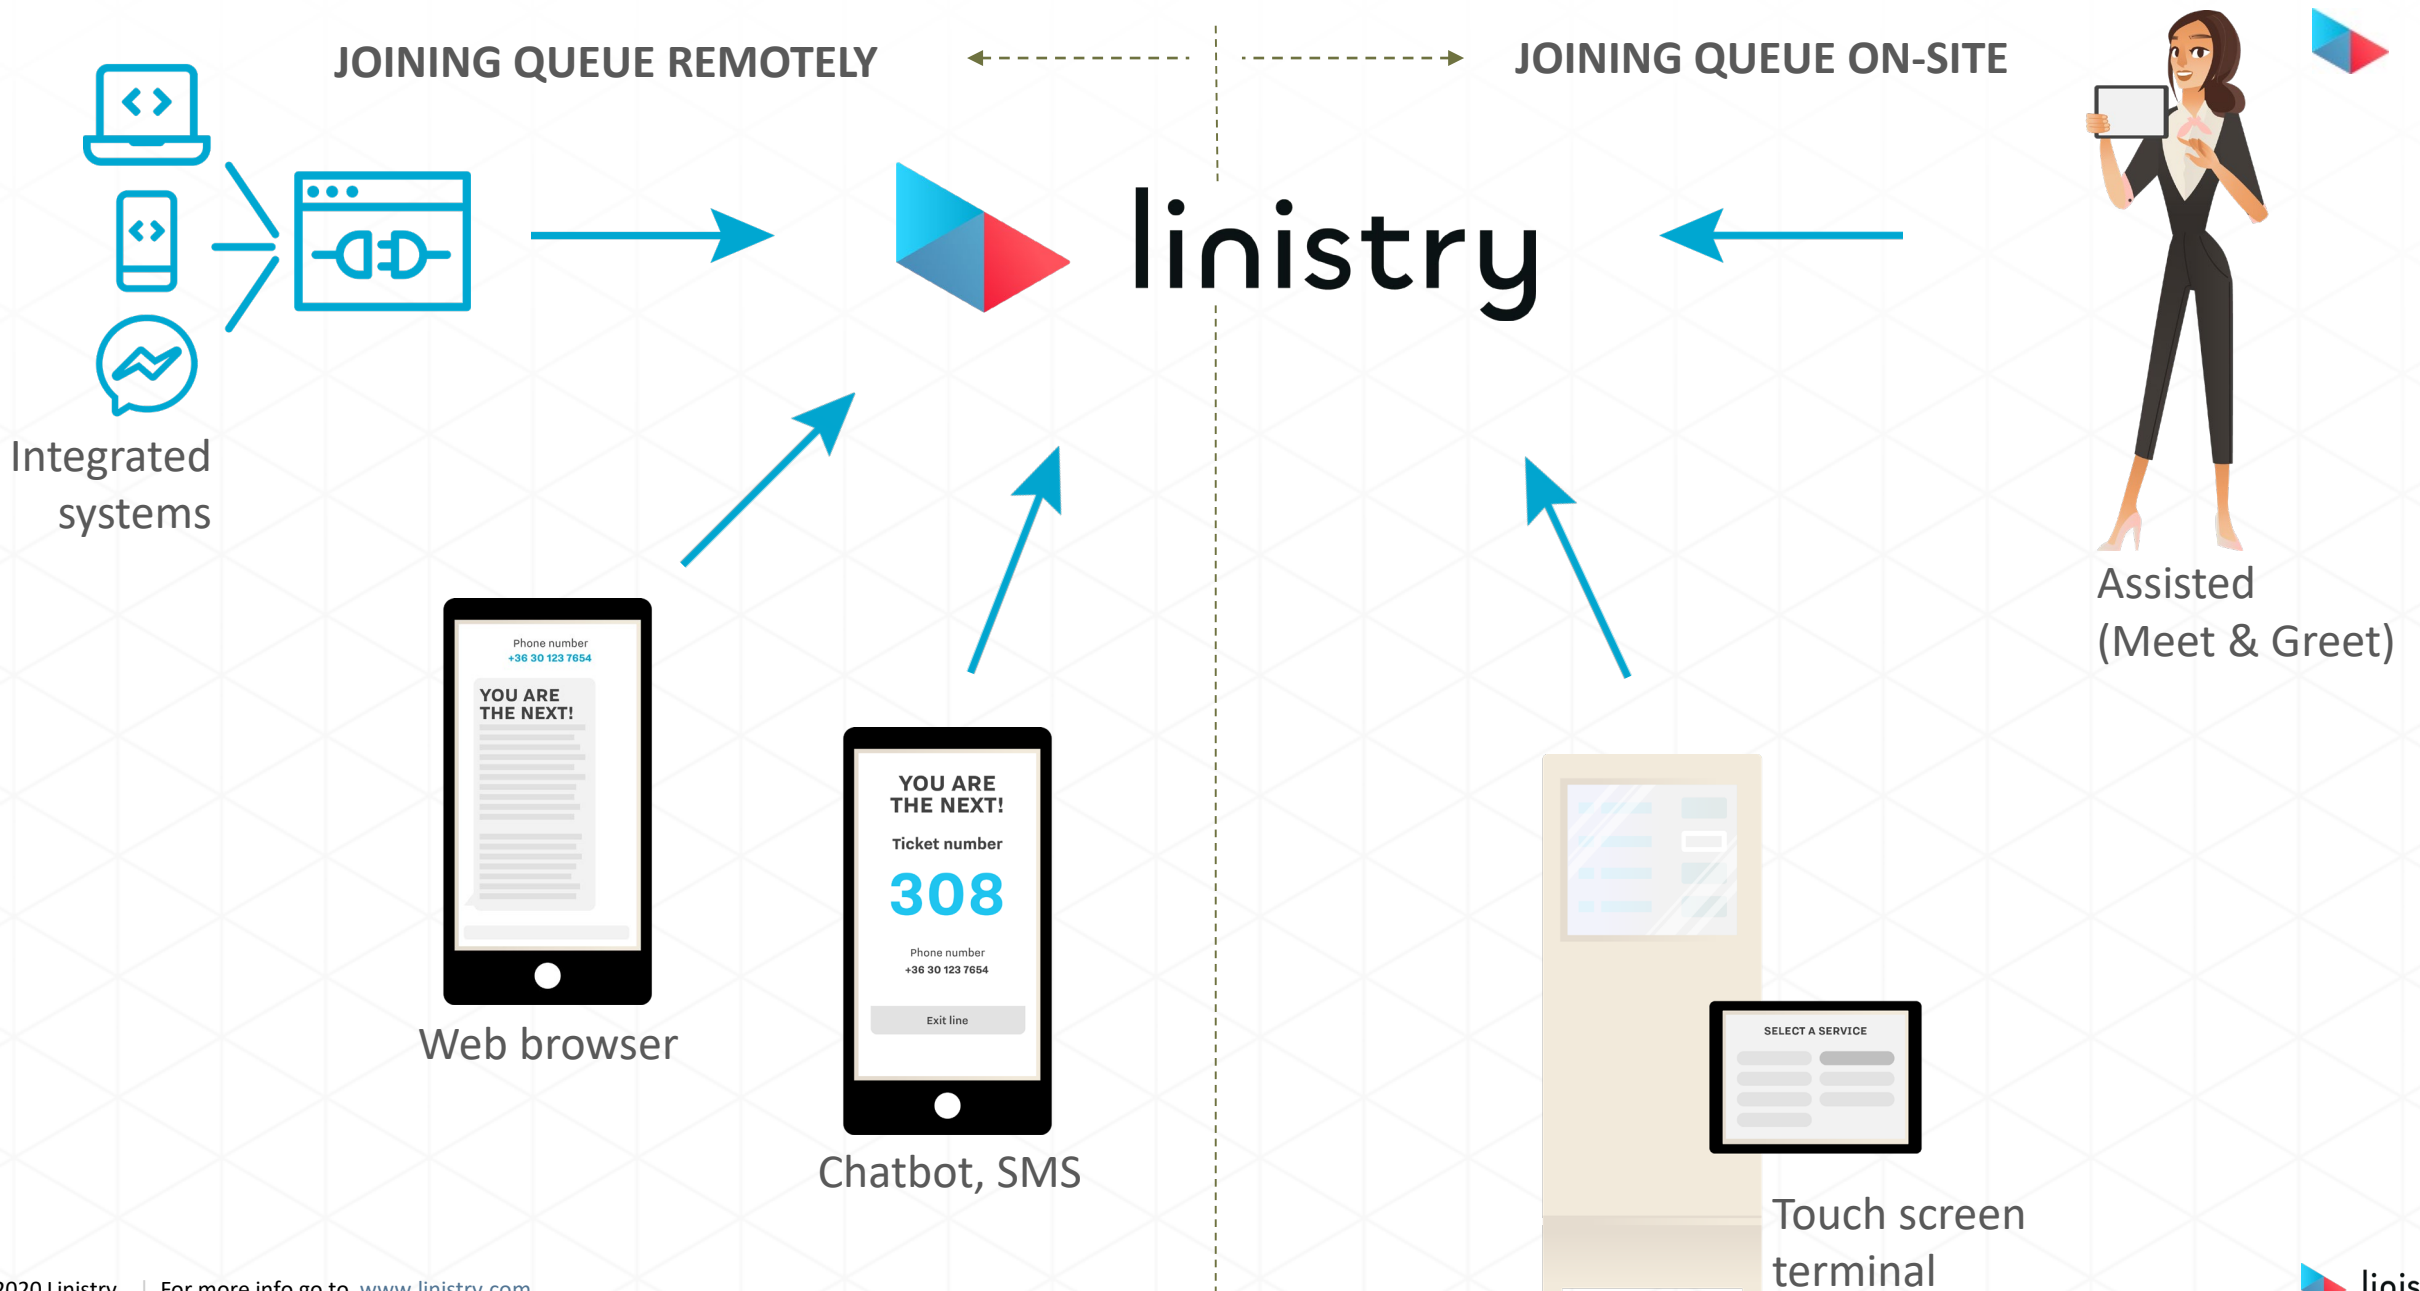 JOINING QUEUE REMOTELY
JOINING QUEUE ON-SITE
linistry
Integrated
systems
Assisted
(Meet & Greet)
Phone number
+36 30 123 7654
YOU ARE
THE NEXT!
Web browser
YOU ARE
THE NEXT!
Ticket number
308
Phone number
+36 30 123 7654
Exit line
Chatbot, SMS
SELECT A SERVICE
Touch screen
terminal
2020 Linistry | For more info go to www.linistry.com
linis